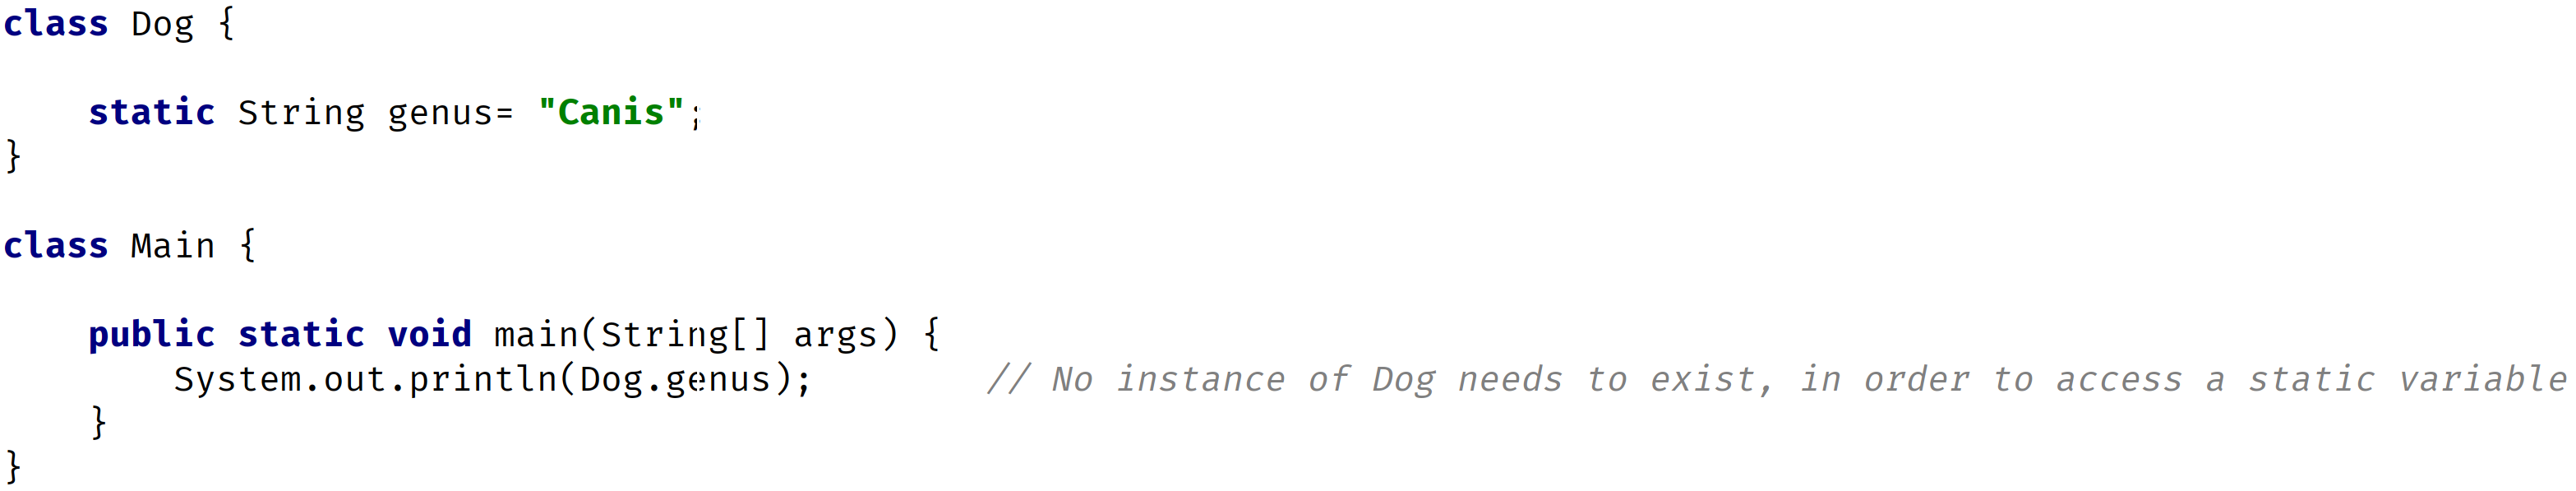 class Dog {
    static String genus= "Canis";
}
class Main {
    public static void main(String[] args) {
        System.out.println(Dog.genus);        // No instance of Dog needs to exist, in order to access a static variable
    }
}